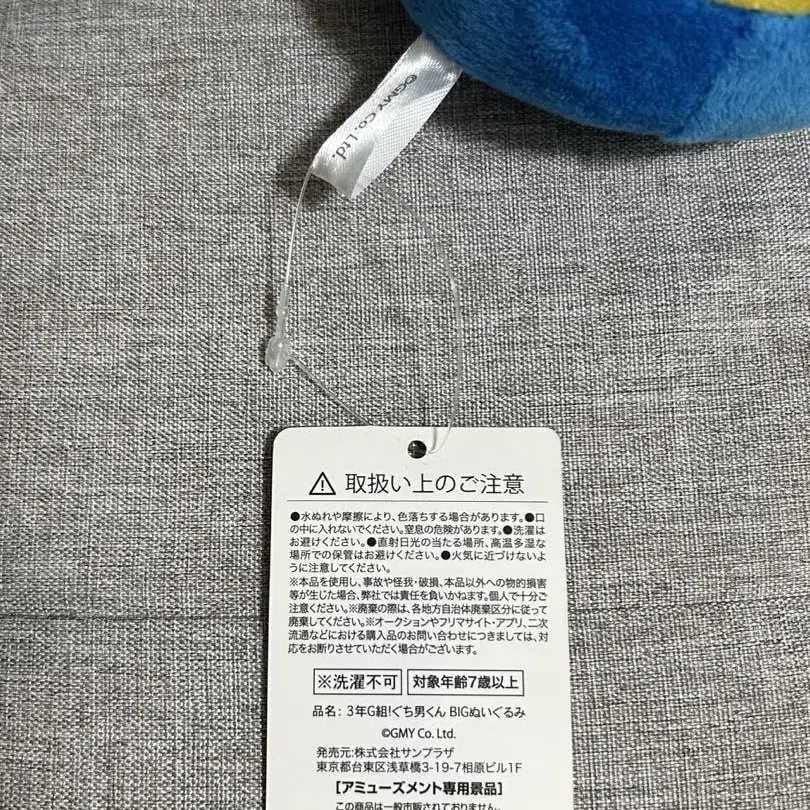 ©GMY Co. Ltd.
取扱い上のご注意
●水ぬれや摩擦により、色落ちする場合があります。●口
の中に入れないでください。窒息の危険があります。●洗濯は
お避けください。●直射日光の当たる場所、高温多湿な
場所での保管はお避けください。●火気に近づけないよ
うに注意してください。
※本品を使用し、事故や怪我・破損、本品以外への物的損害
等が生じた場合、弊社では責任を負いかねます。個人で十分ご
注意ください。※廃棄の際は、各地方自治体廃棄区分に従って
廃棄してください。※オークションやフリマサイト・アプリ、二次
流通などにおける購入品のお問い合わせにつきましては、対
応をお断りさせていただく場合がございます。
※洗濯不可 対象年齢7歳以上
品名: 3年G組!ぐち男くん BIGぬいぐるみ
©GMY Co. Ltd.
発売元:株式会社サンプラザ
東京都台東区浅草橋3-19-7相原ビル1F
[アミューズメント専用景品]
この商品は一般市販されておりません。